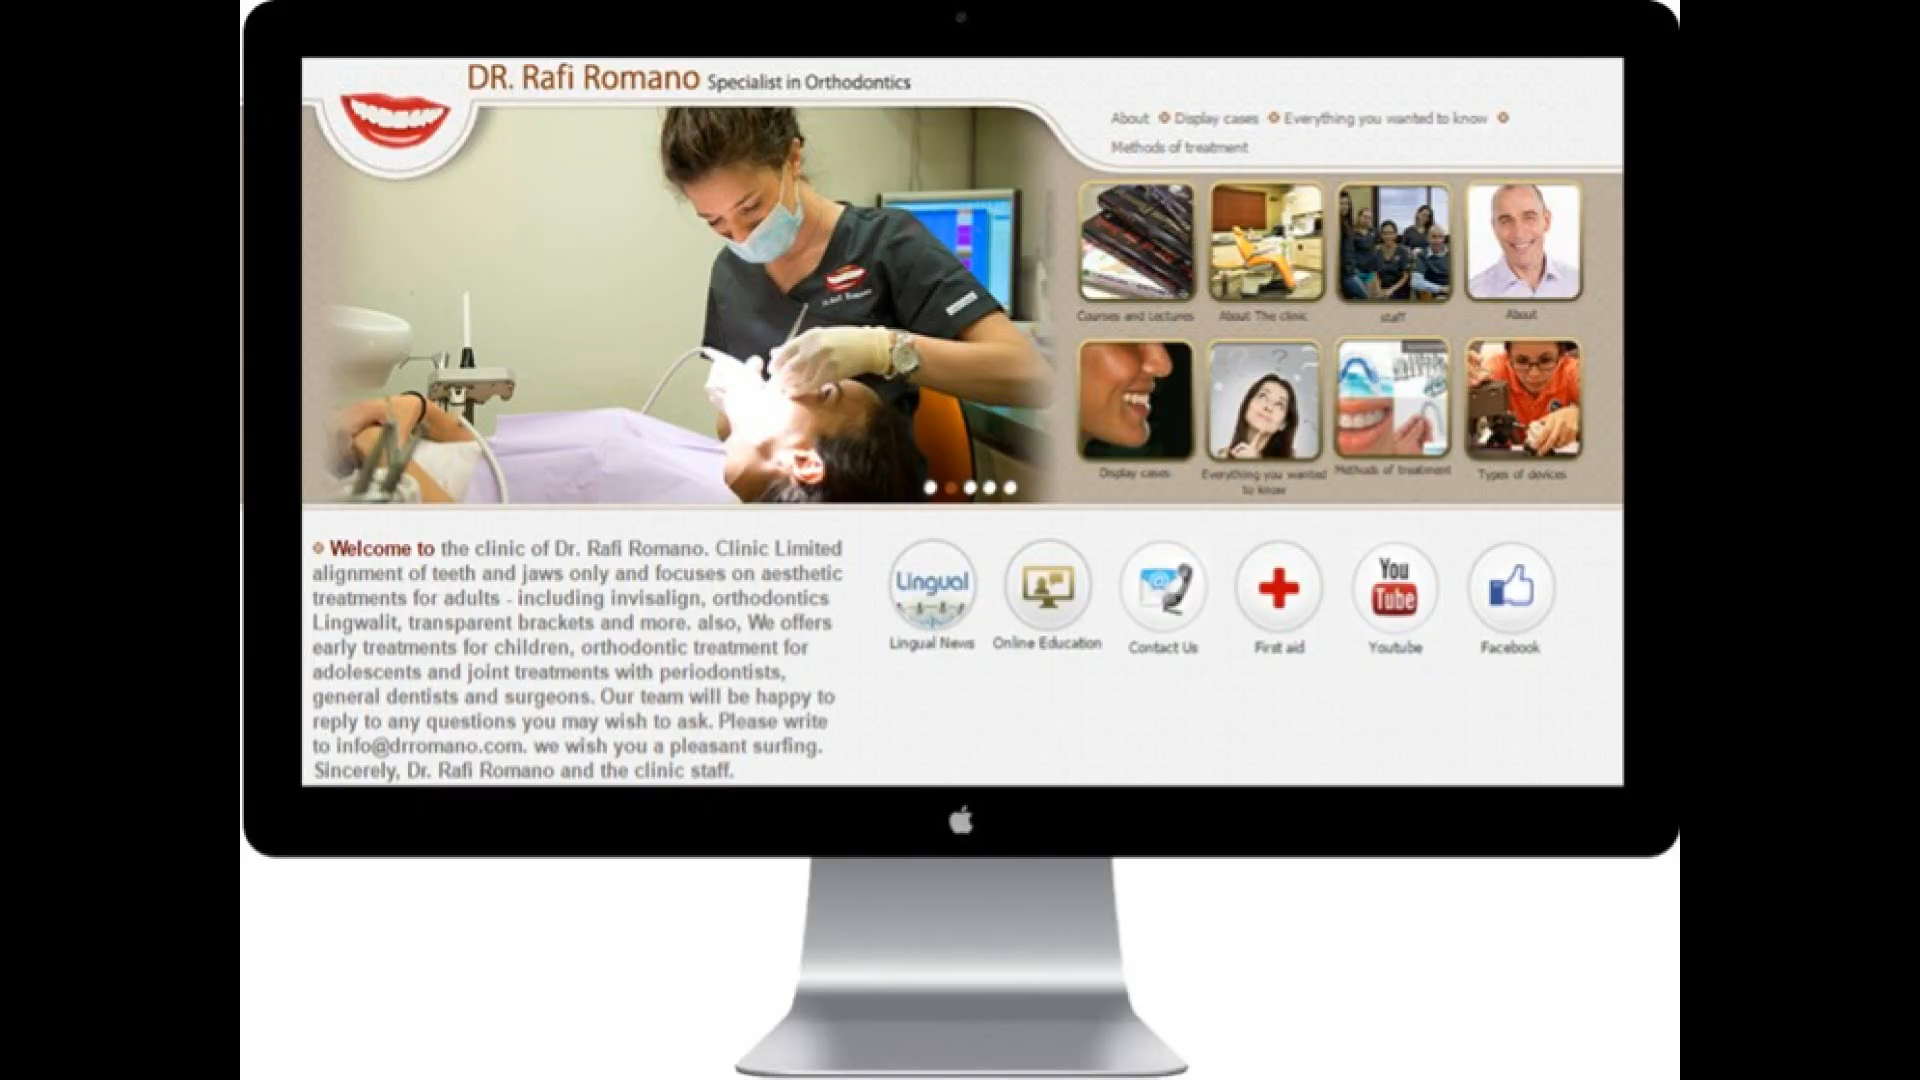 DR. Rafi Romano Specialist in Orthodontics
About Display cases Everything you wanted to know
Methods of treatment
Courses and Lectures
About The clinic
staff
About
Display cases
Everything you wanted
to know
Methods of treatment
Types of devices
Welcome to the clinic of Dr. Rafi Romano. Clinic Limited
alignment of teeth and jaws only and focuses on aesthetic
treatments for adults - including invisalign, orthodontics
Lingwalit, transparent brackets and more. also, We offers
early treatments for children, orthodontic treatment for
adolescents and joint treatments with periodontists,
general dentists and surgeons. Our team will be happy to
reply to any questions you may wish to ask. Please write
to info@drromano.com. we wish you a pleasant surfing.
Sincerely, Dr. Rafi Romano and the clinic staff.
Lingual
Lingual News
Online Education
Contact Us
First aid
You
Tube
Youtube
Facebook